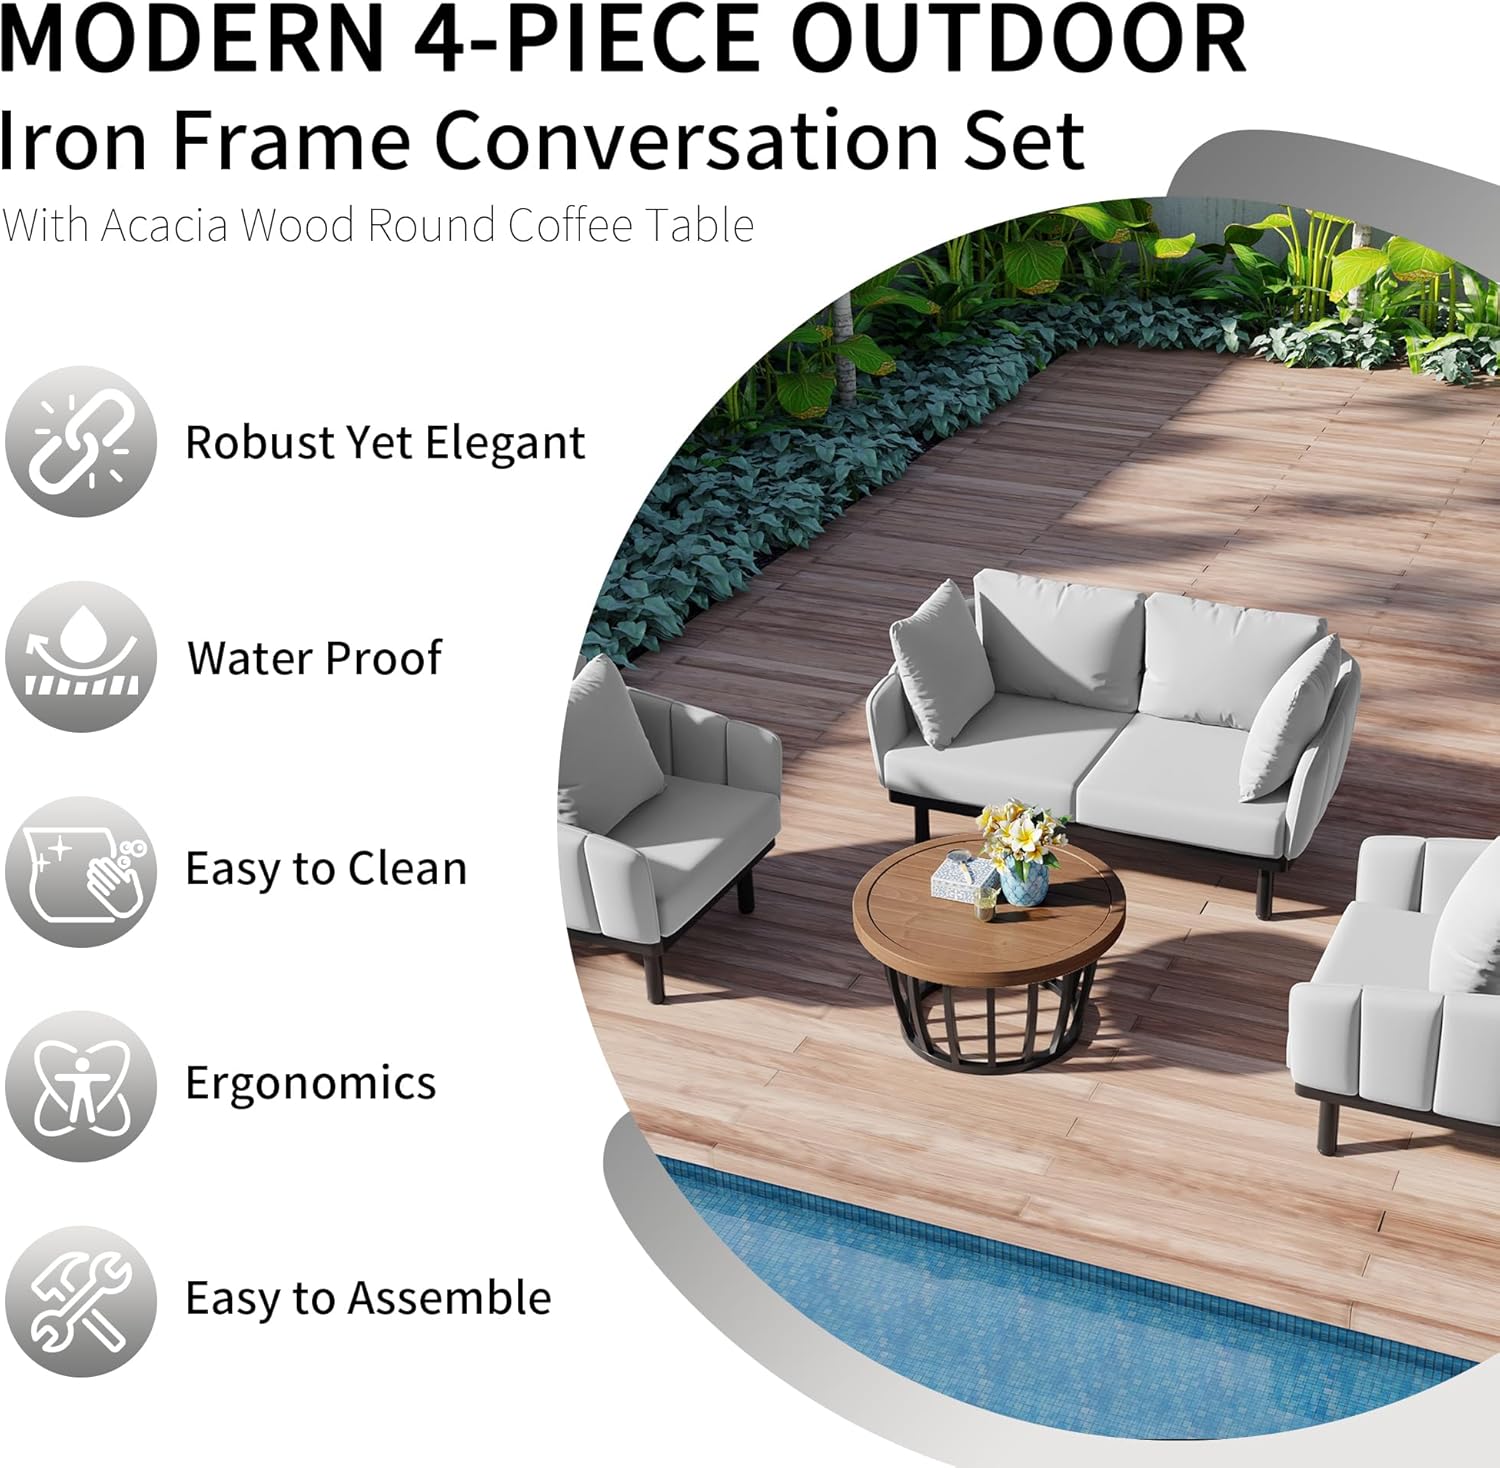 MODERN 4-PIECE OUTDOOR
Iron Frame Conversation Set
With Acacia Wood Round Coffee Table
Robust Yet Elegant
Water Proof
Easy to Clean
Ergonomics
Easy to Assemble